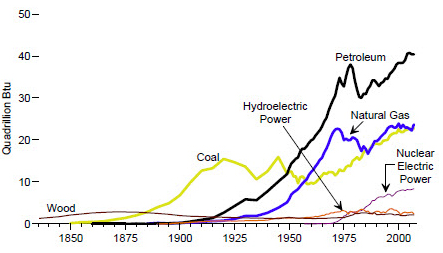 50
40
30
20
10
0
Quadrillion Btu
Petroleum
Hydroelectric
Power
Natural Gas
Coal
Nuclear
Electric
Power
Wood
1850
1875
1900
1925
1950
1975
2000